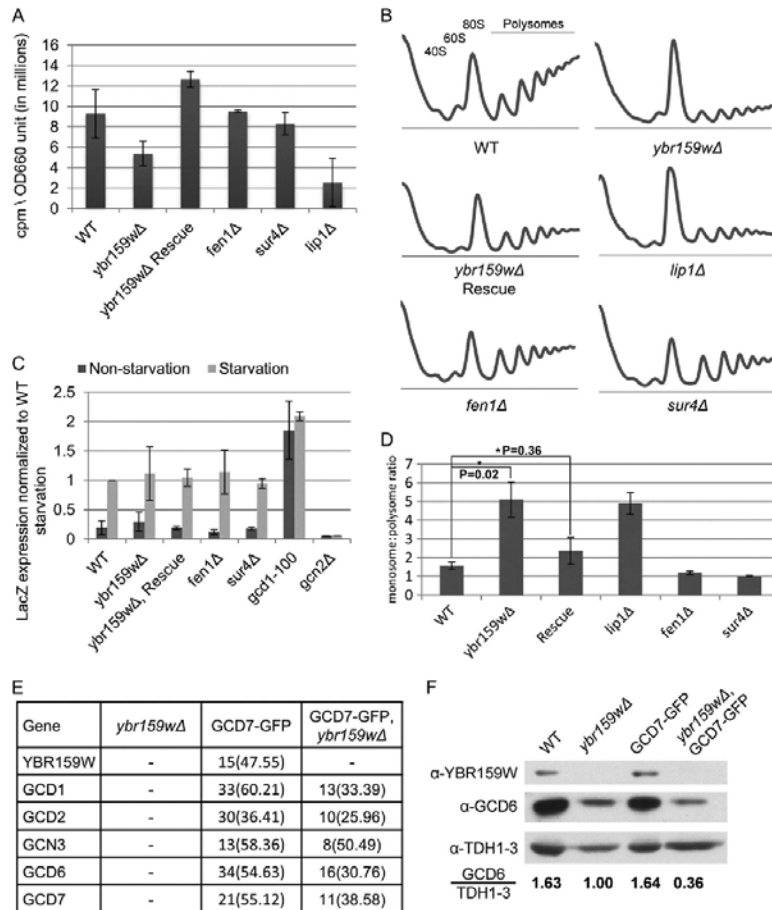 A
cpm \ OD660 unit (in millions)
16
14
12
10
8
6
4
2
0
WT
ybr159wΔ
ybr159wΔ Rescue
fen1Δ
sur4Δ
lip1Δ
B
40S
60S
80S
Polysomes
WT
ybr159wΔ
ybr159wΔ
Rescue
lip1Δ
fen1Δ
sur4Δ
C
Non-starvation
Starvation
LacZ expression normalized to WT
starvation
2.5
2
1.5
1
0.5
0
WT
ybr159wΔ
ybr159wΔ, Rescue
fen1Δ
sur4Δ
gcd1-100
gcn2Δ
D
monosome:polysome ratio
7
6
5
4
3
2
1
0
*P=0.36
*
P=0.02
WT
ybr159wΔ
Rescue
lip1Δ
fen1Δ
sur4Δ
E
Gene ybr159wΔ GCD7-GFP GCD7-GFP, ybr159wΔ
YBR159W - 15(47.55) -
GCD1 - 33(60.21) 13(33.39)
GCD2 - 30(36.41) 10(25.96)
GCN3 - 13(58.36) 8(50.49)
GCD6 - 34(54.63) 16(30.76)
GCD7 - 21(55.12) 11(38.58)
F
WT
ybr159wΔ
GCD7-GFP
ybr159wΔ,
GCD7-GFP
α-YBR159W
α-GCD6
α-TDH1-3
GCD6
TDH1-3
1.63 1.00 1.64 0.36